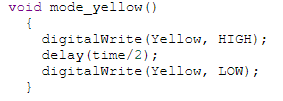 void mode_yellow()
{
digitalWrite(Yellow, HIGH);
delay(time/2);
digitalWrite(Yellow, LOW);
}